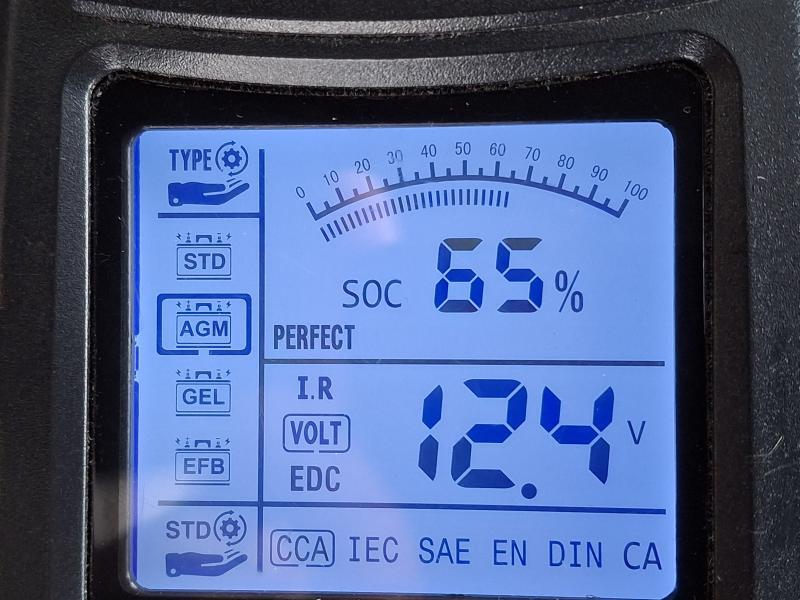 TYPE
0 10 20 30 40 50 60 70 80 90 100
STD
SOC 65%
AGM
PERFECT
I.R
GEL
VOLT 12.4 V
EFB
EDC
STD
CCA IEC SAE EN DIN CA